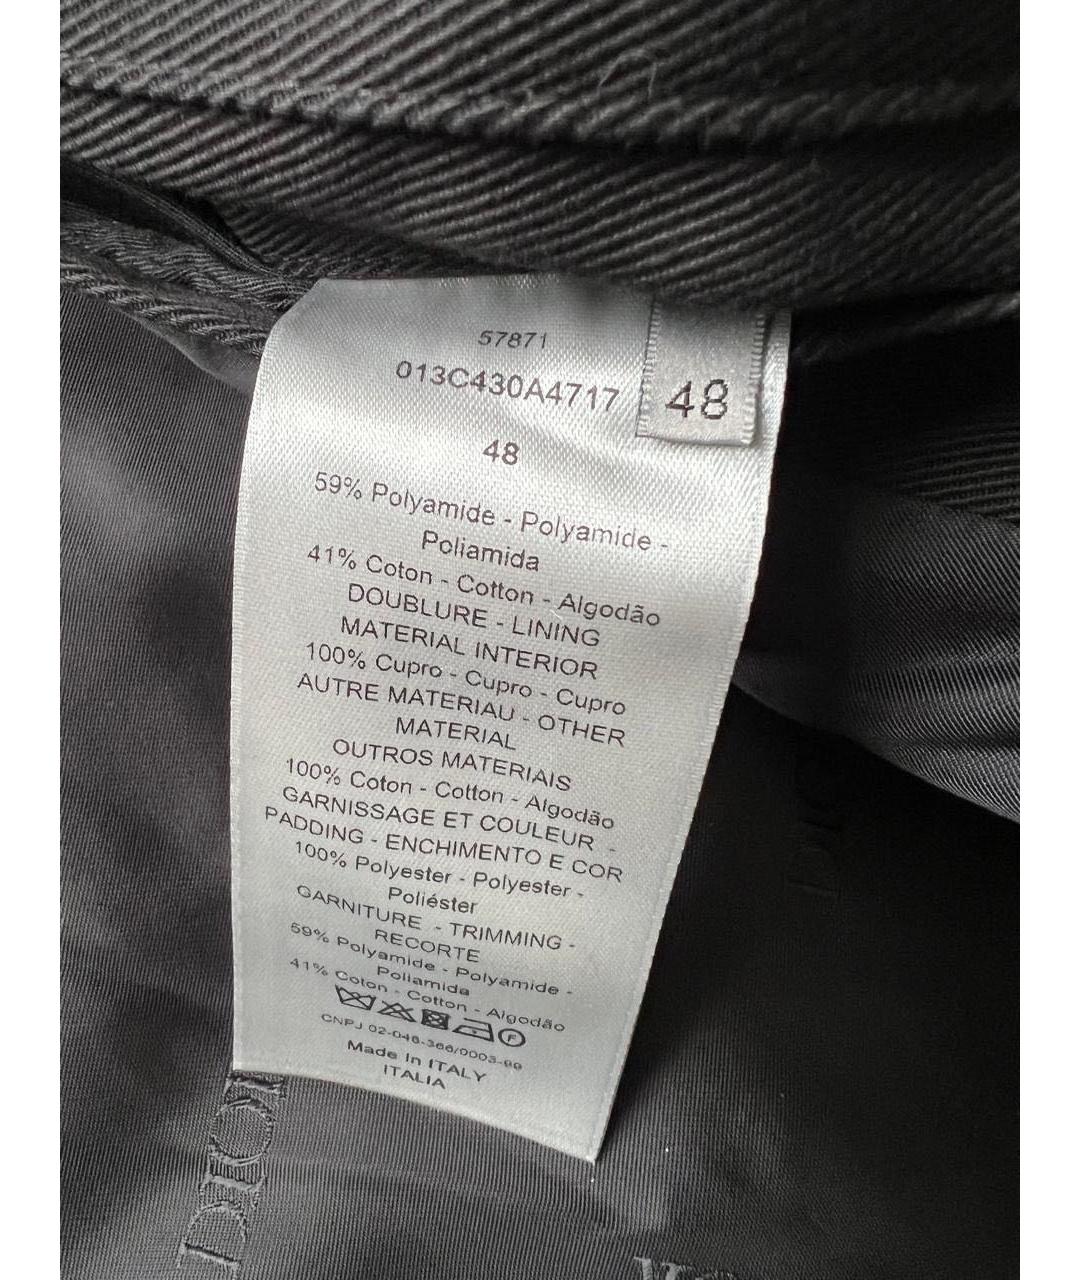 57871
013C430A4717
48
48
59% Polyamide - Polyamide -
Poliamida
41% Coton - Cotton - Algodão
DOUBLURE - LINING
MATERIAL INTERIOR
100% Cupro - Cupro - Cupro
AUTRE MATERIAU - OTHER
MATERIAL
OUTROS MATERIAIS
100% Coton - Cotton - Algodão
GARNISSAGE ET COULEUR -
PADDING - ENCHIMENTO E COR
100% Polyester - Polyester -
Poliéster
GARNITURE - TRIMMING -
RECORTE
59% Polyamide - Polyamide -
Poliamida
41% Coton - Cotton - Algodão
F
CNPJ 02-046-366/0003-99
Made In ITALY
ITALIA
DIOR